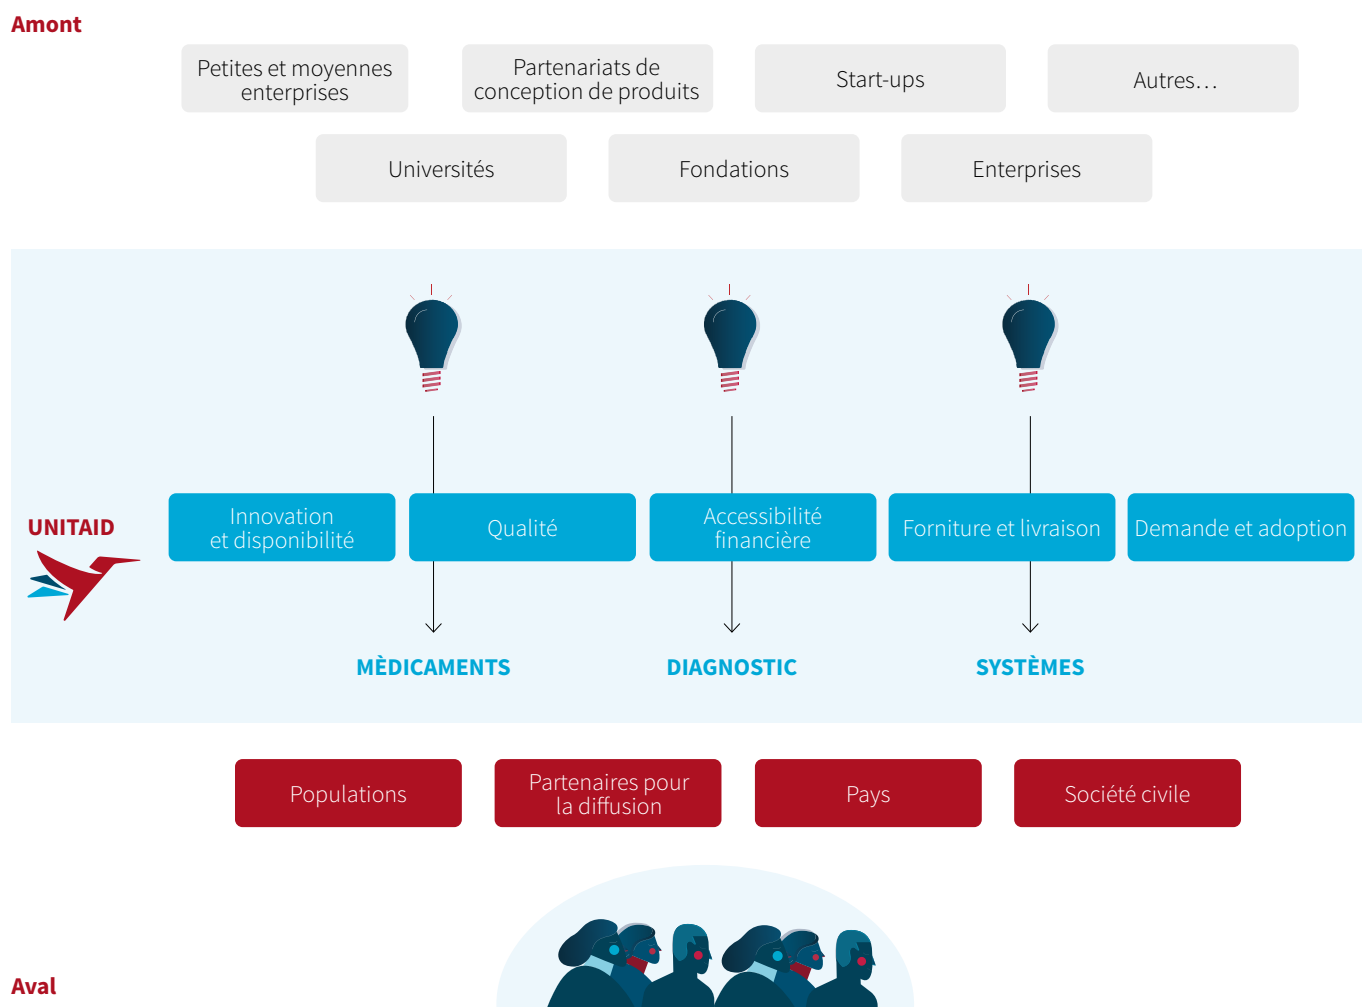 Amont
Petites et moyennes
enterprises
Partenariats de
conception de produits
Start-ups
Autres…
Universités
Fondations
Enterprises
UNITAID
Innovation
et disponibilité
Qualité
Accessibilité
financière
Forniture et livraison
Demande et adoption
MÈDICAMENTS
DIAGNOSTIC
SYSTÈMES
Populations
Partenaires pour
la diffusion
Pays
Société civile
Aval